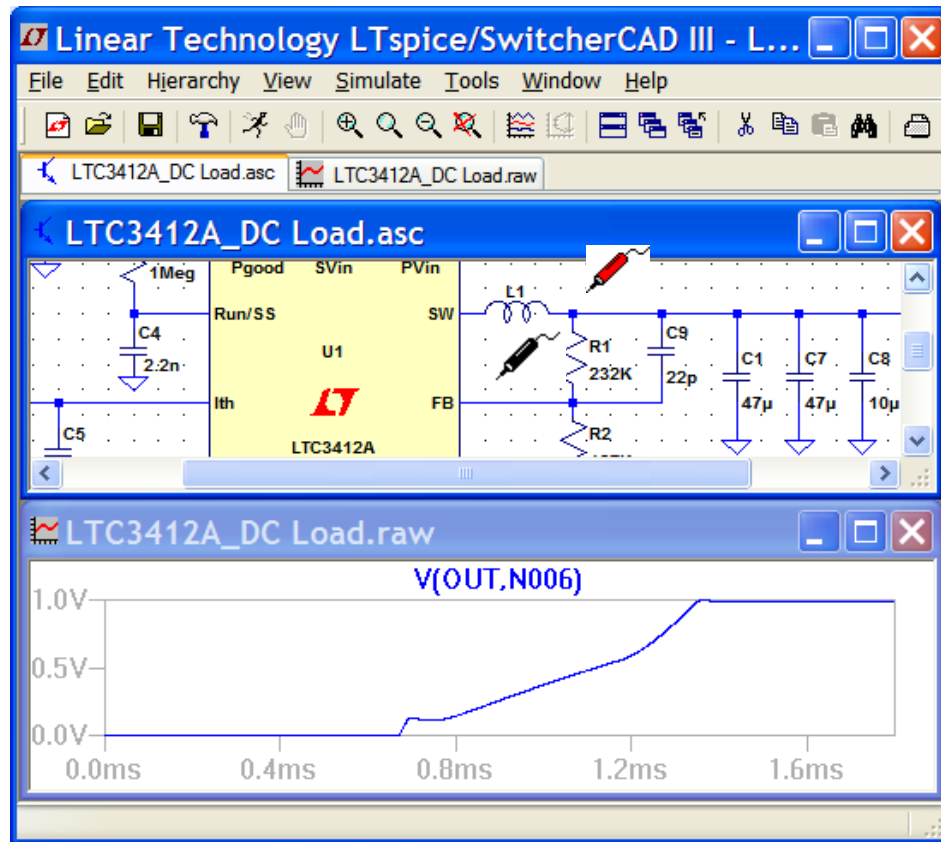 Linear Technology LTspice/SwitcherCAD III - L...
File Edit Hierarchy View Simulate Tools Window Help
LTC3412A_DC Load.asc LTC3412A_DC Load.raw
LTC3412A_DC Load.asc
1Meg Pgood SVin PVin
L1
Run/SS SW
C4 R1 C9
U1 C1 C7 C8
2.2n 232K 22p
Ith FB 47µ 47µ 10µ
C5 R2
LTC3412A
LTC3412A_DC Load.raw
V(OUT,N006)
1.0V
0.5V
0.0V
0.0ms 0.4ms 0.8ms 1.2ms 1.6ms